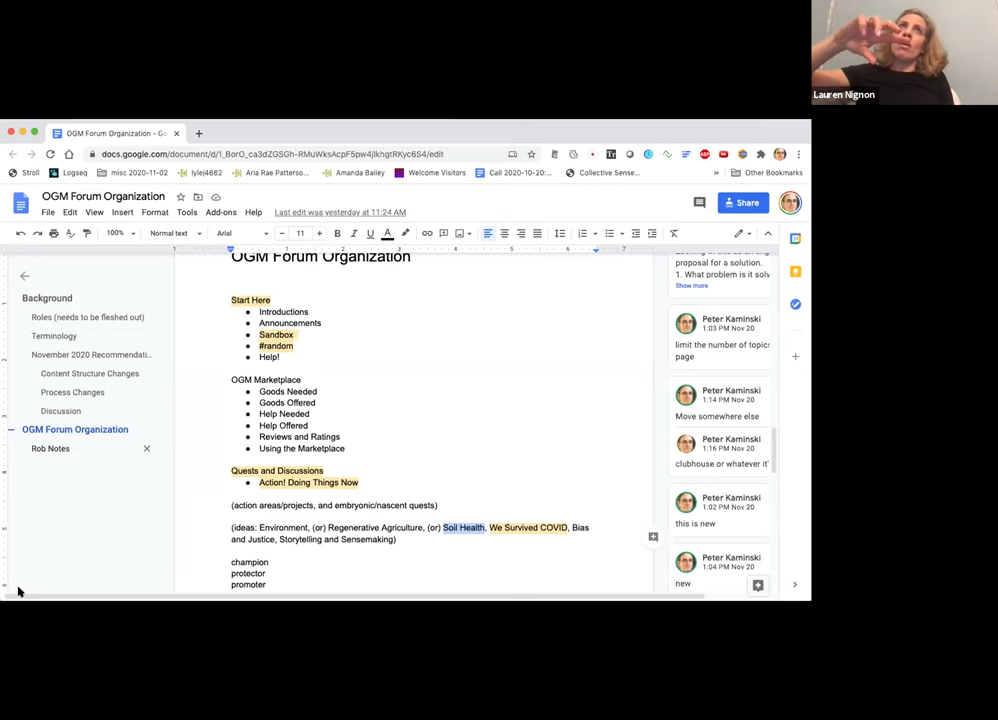 Lauren Nignon
OGM Forum Organization - Go
docs.google.com/document/d/1_BorO_ca3dZGSGh-RMuWksAcpF5pw4jlkhgtRKyc6S4/edit
Stroll
Logseq
misc 2020-11-02
lylej4662
Aria Rae Patterso...
Amanda Bailey
Welcome Visitors
Call 2020-10-20:...
Collective Sense...
»
Other Bookmarks
OGM Forum Organization
File Edit View Insert Format Tools Add-ons Help Last edit was yesterday at 11:24 AM
Share
100% Normal text Arial − 11 + B I U A
1 1 2 3 4 5 6 7
OGM Forum Organization
Background
Roles (needs to be fleshed out)
Terminology
November 2020 Recommendati...
Content Structure Changes
Process Changes
Discussion
OGM Forum Organization
Rob Notes
Start Here
● Introductions
● Announcements
● Sandbox
● #random
● Help!
OGM Marketplace
● Goods Needed
● Goods Offered
● Help Needed
● Help Offered
● Reviews and Ratings
● Using the Marketplace
Quests and Discussions
● Action! Doing Things Now
(action areas/projects, and embryonic/nascent quests)
(ideas: Environment, (or) Regenerative Agriculture, (or) Soil Health, We Survived COVID, Bias
and Justice, Storytelling and Sensemaking)
champion
protector
promoter
proposal for a solution.
1. What problem is it solv
Show more
Peter Kaminski
1:03 PM Nov 20
limit the number of topics
page
Peter Kaminski
1:14 PM Nov 20
Move somewhere else
Peter Kaminski
1:16 PM Nov 20
clubhouse or whatever it'
Peter Kaminski
1:02 PM Nov 20
this is new
Peter Kaminski
1:04 PM Nov 20
new